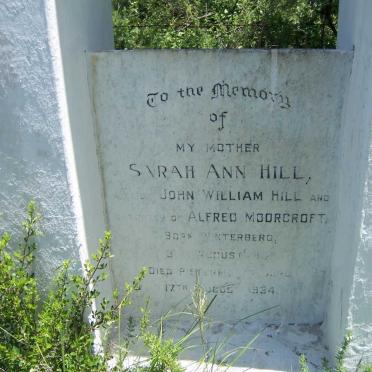 To the Memory
of
MY MOTHER
SARAH ANN HILL,
JOHN WILLIAM HILL AND
OF ALFRED MOORCROFT,
BORN WINTERBERG,
AUGUST
DIED
17TH 1934.